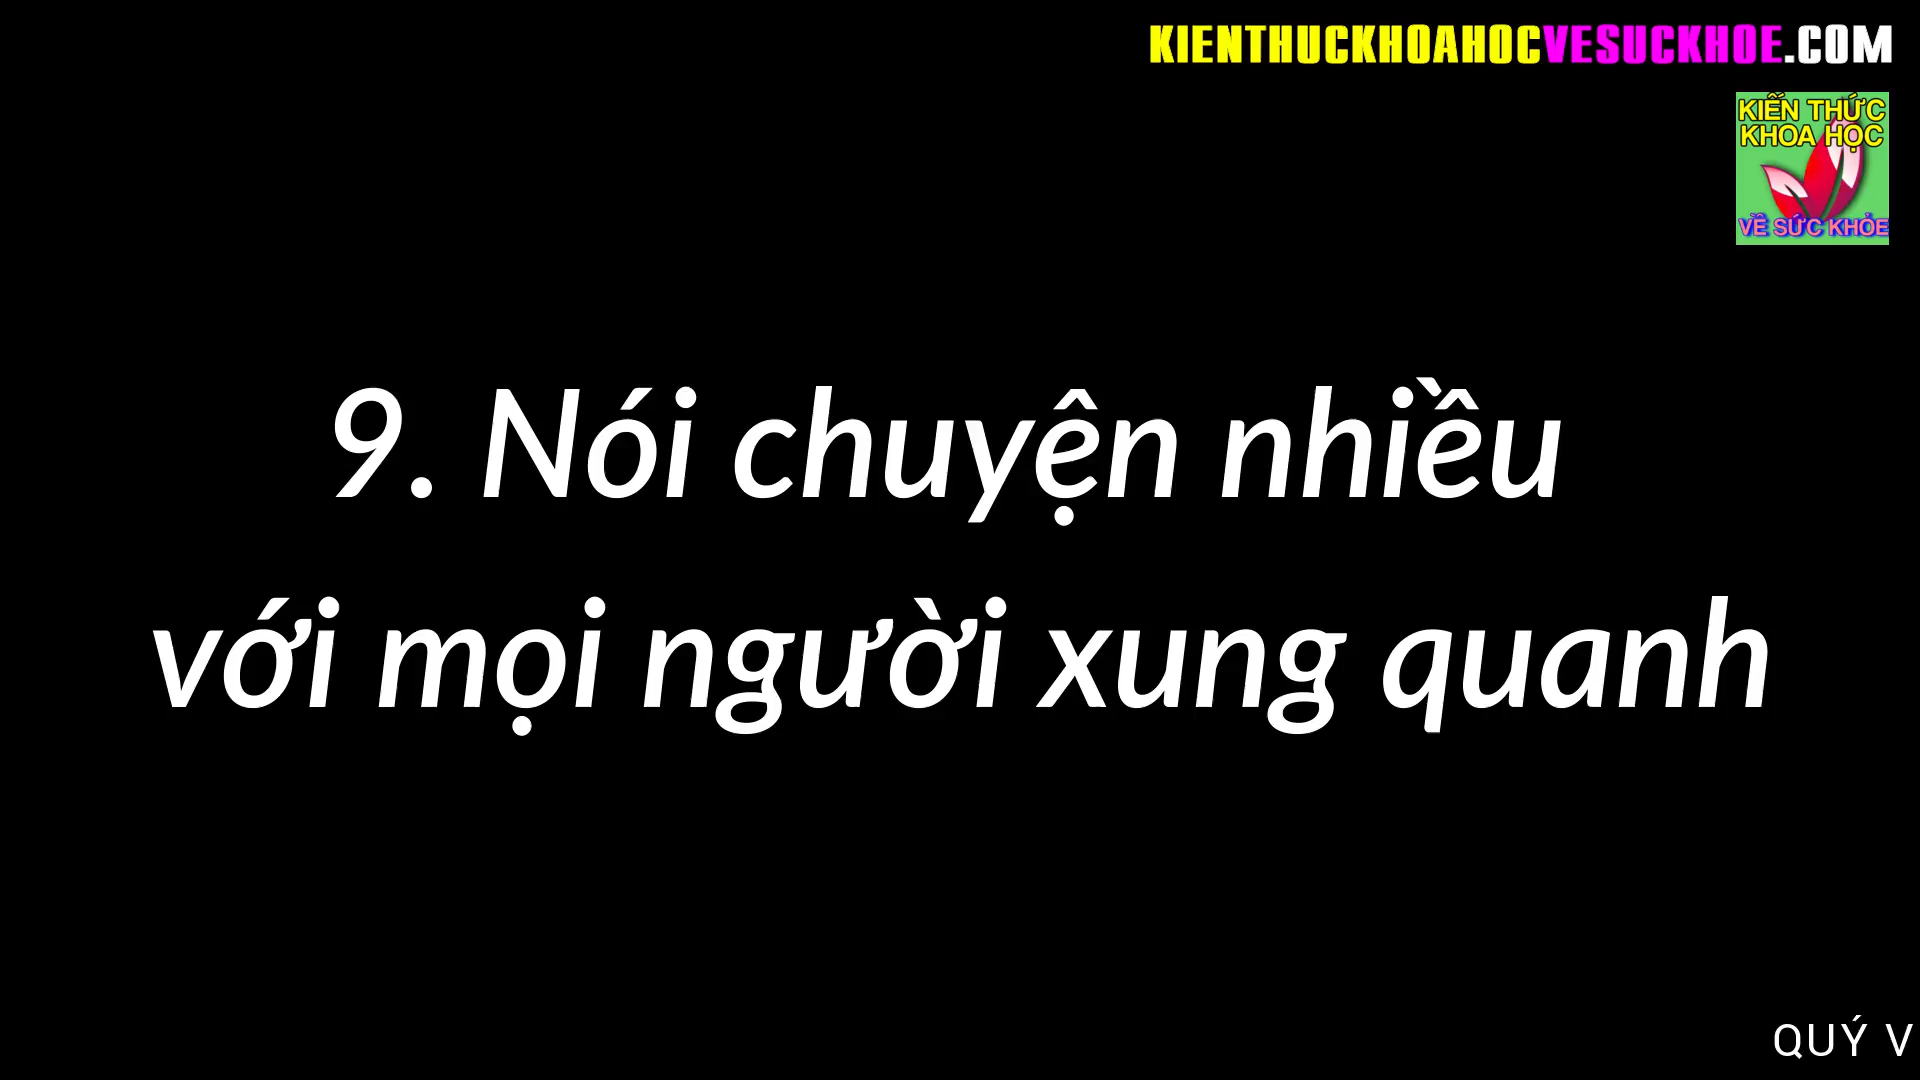 KIENTHUCKHOAHOCVESUCKHOE.COM
KIẾN THỨC
KHOA HỌC
VỀ SỨC KHỎE
9. Nói chuyện nhiều
với mọi người xung quanh
QUÝ V